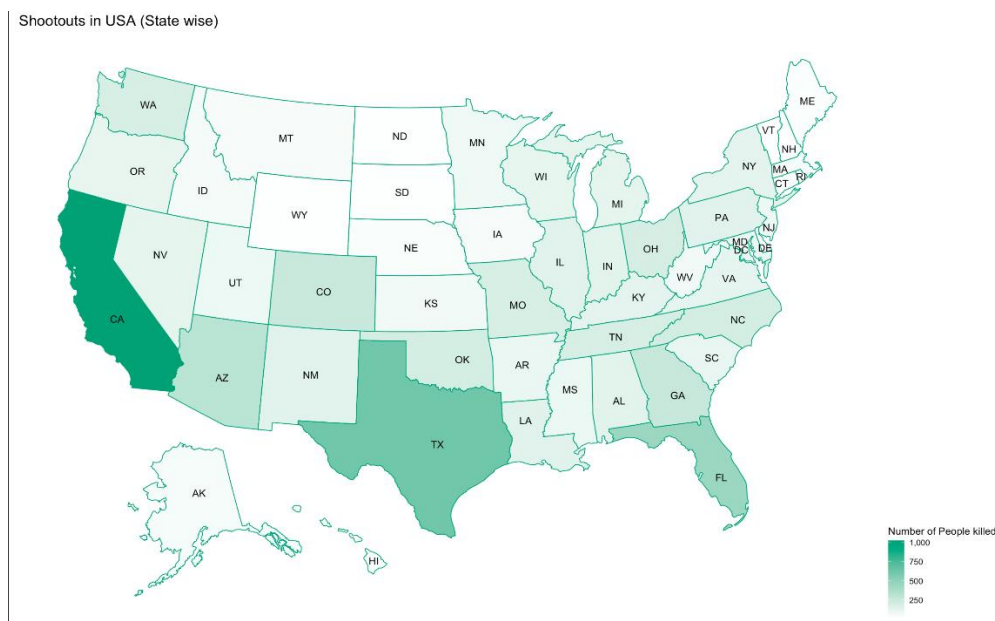 Shootouts in USA (State wise)
WA
MT
ND
MN
ME
VT
NH
OR
ID
SD
WI
MI
NY
MA
CT
RI
WY
IA
PA
NJ
NE
NV
UT
CO
KS
MO
IL
IN
OH
MD
DC
DE
WV
VA
KY
CA
AZ
NM
OK
AR
TN
NC
SC
MS
AL
GA
LA
TX
FL
AK
HI
Number of People killed
1,000
750
500
250